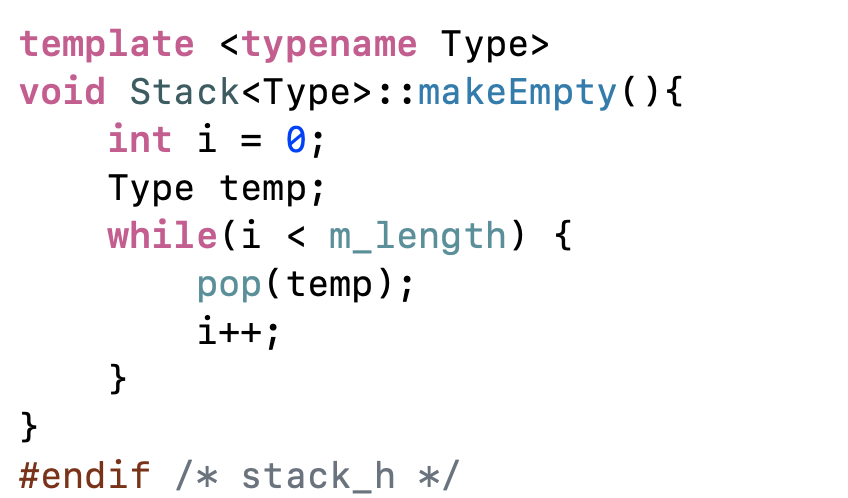 template <typename Type>
void Stack<Type>::makeEmpty(){
    int i = 0;
    Type temp;
    while(i < m_length) {
        pop(temp);
        i++;
    }
}
#endif /* stack_h */